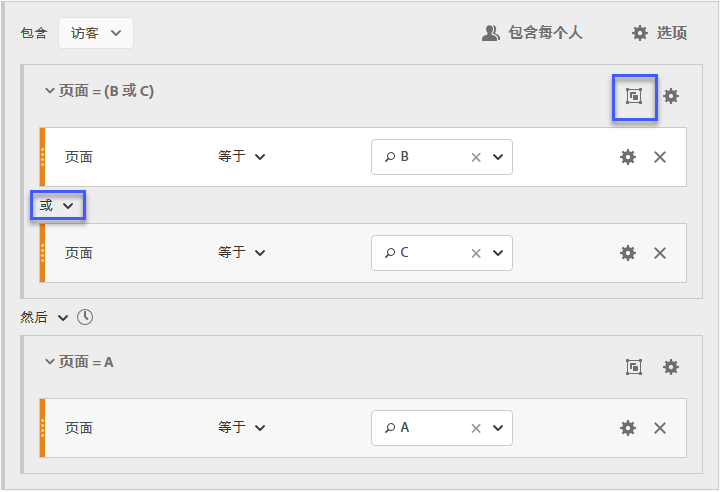 包含 访客 包含每个人 选项
页面 = (B 或 C)
页面 等于 B
或
页面 等于 C
然后
页面 = A
页面 等于 A